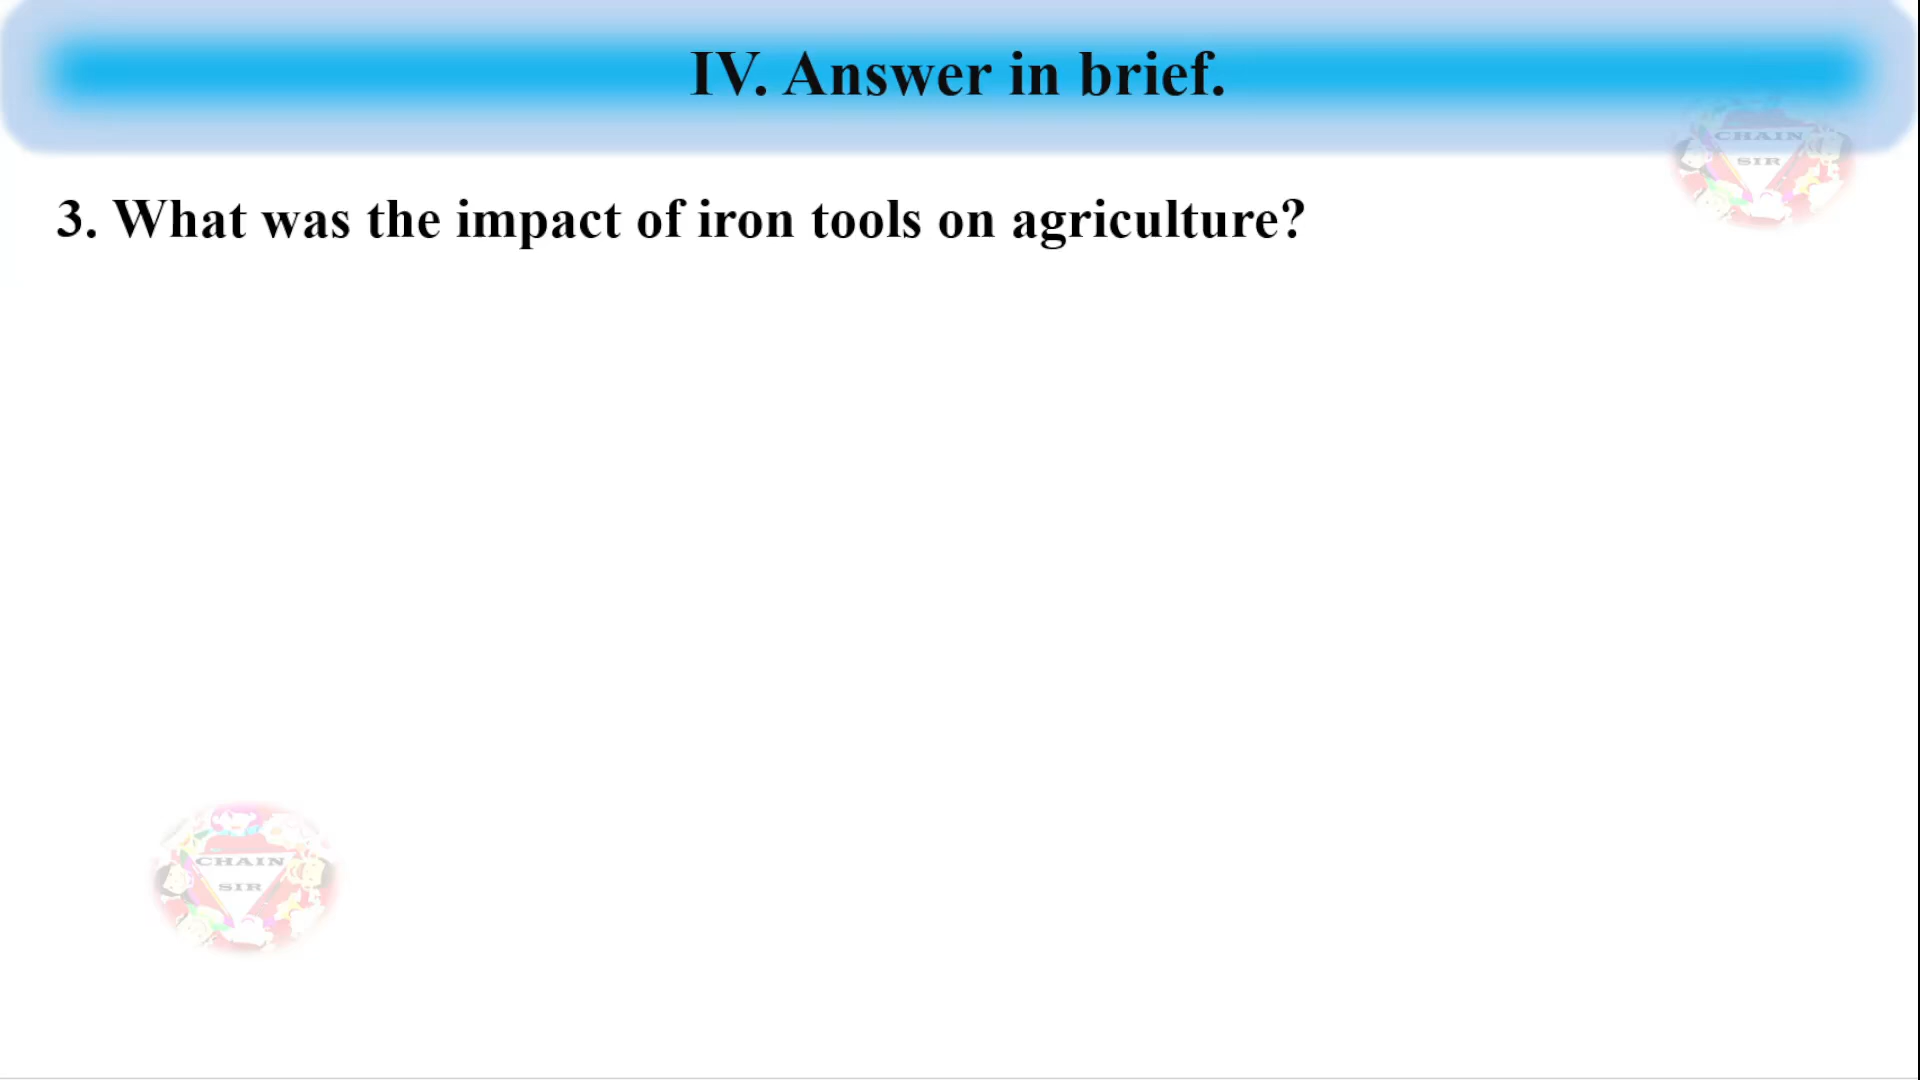 IV. Answer in brief.
CHAIN
SIR
3. What was the impact of iron tools on agriculture?
CHAIN
SIR